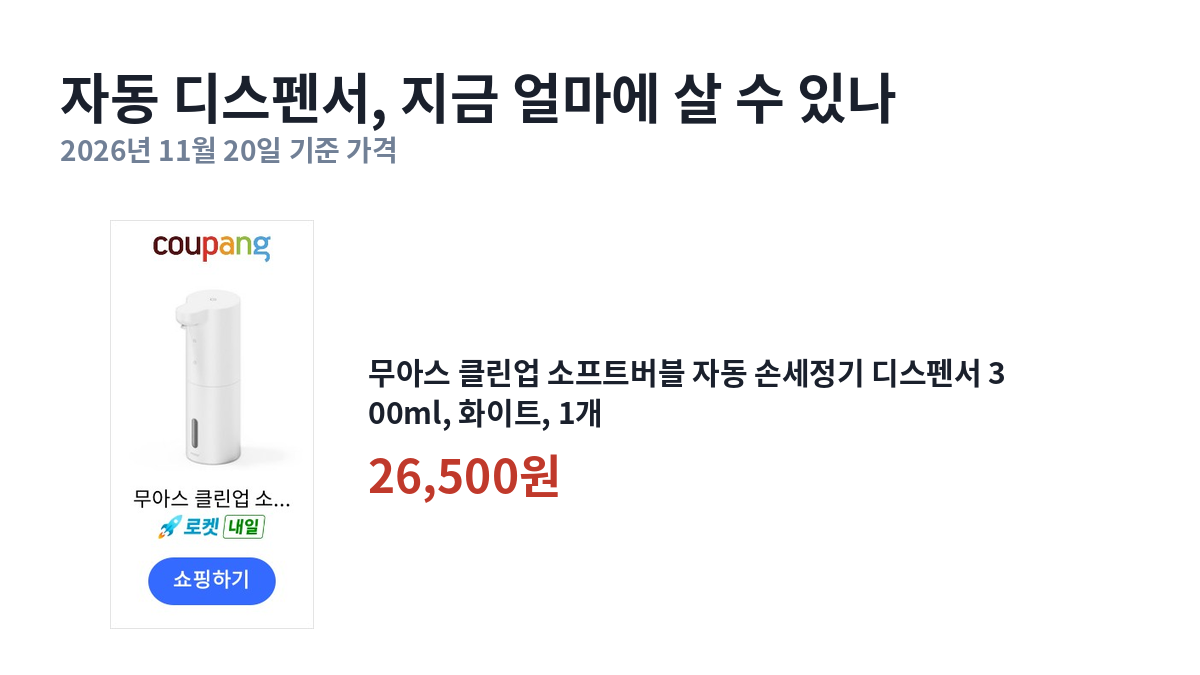 자동 디스펜서, 지금 얼마에 살 수 있나
2026년 11월 20일 기준 가격
coupang
무아스 클린업 소프트버블 자동 손세정기 디스펜서 3
00ml, 화이트, 1개
26,500원
무아스 클린업 소...
로켓 내일
쇼핑하기